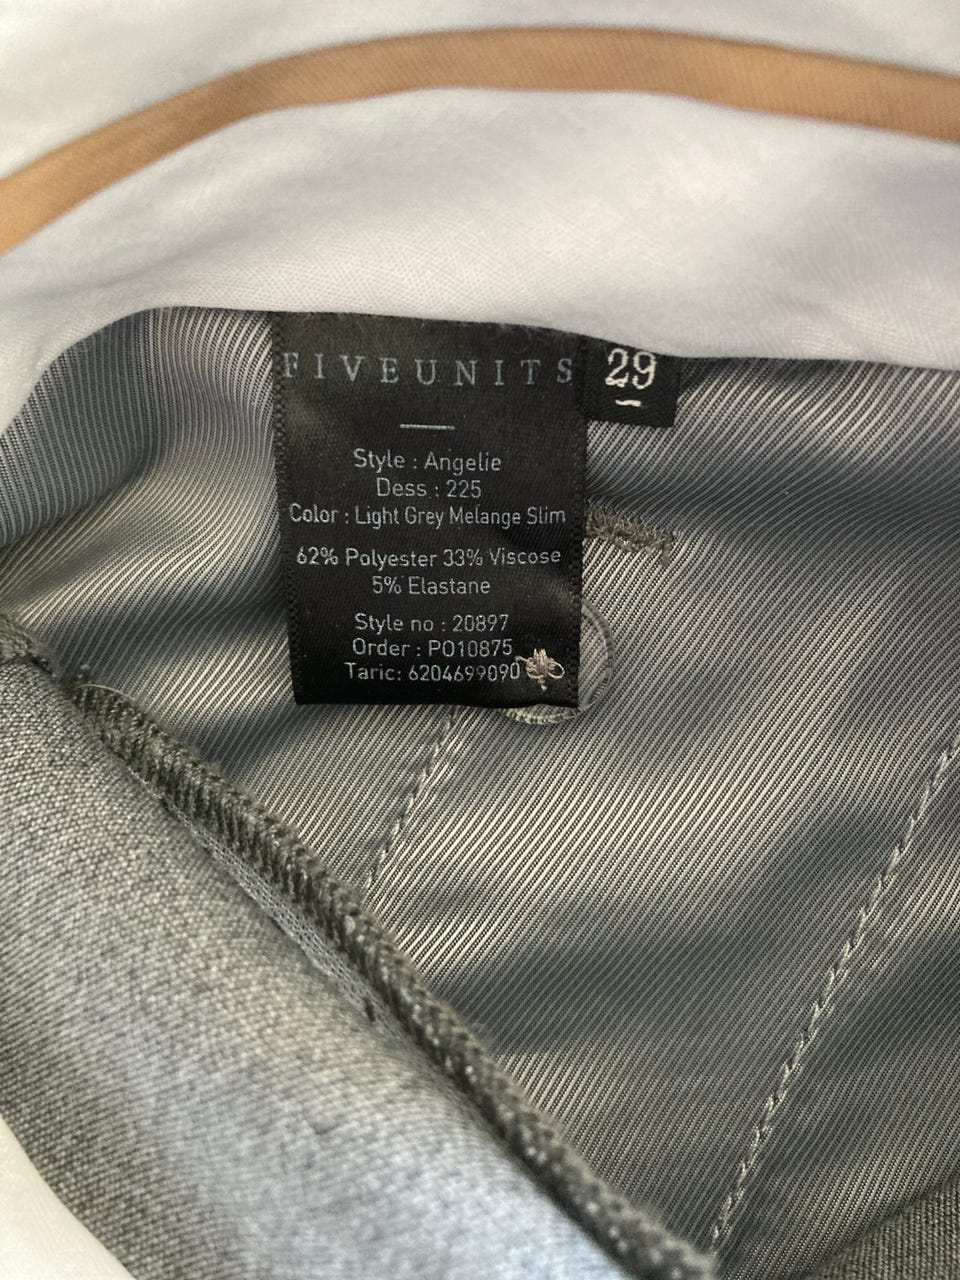 FIVEUNITS
29
Style : Angelie
Dess : 225
Color : Light Grey Melange Slim
62% Polyester 33% Viscose
5% Elastane
Style no : 20897
Order : PO10875
Taric: 6204699090